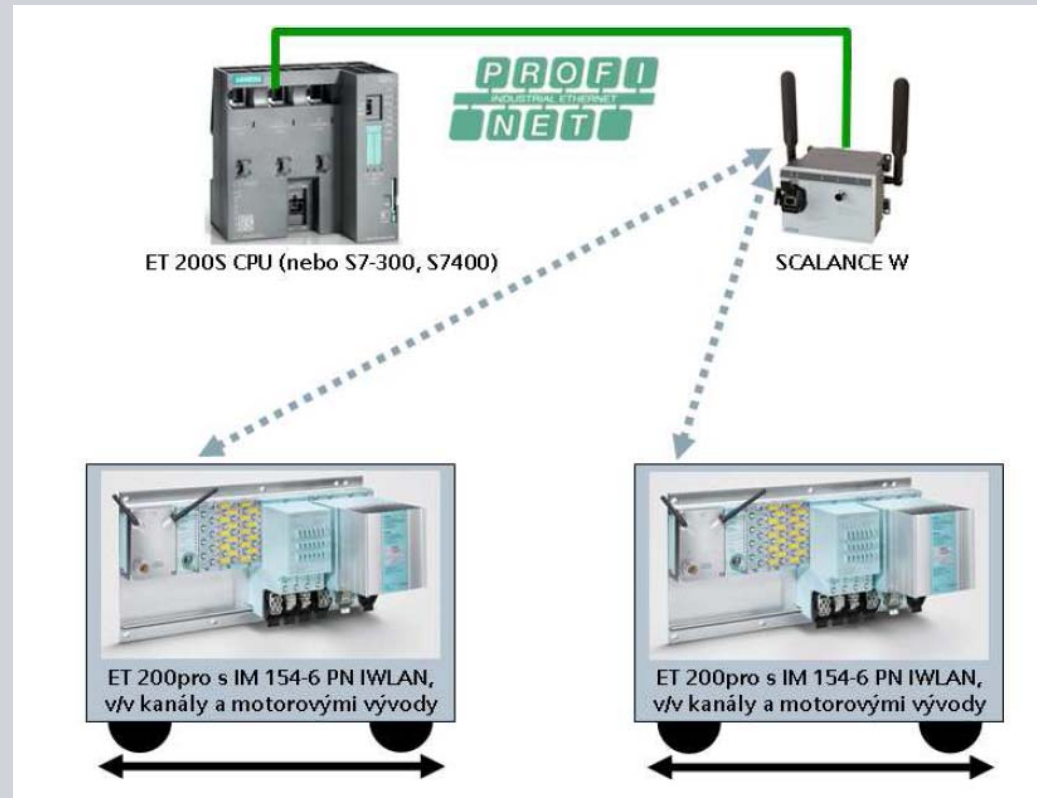 SIEMENS
PROFI
INDUSTRIAL ETHERNET
NET
ET 200S CPU (nebo S7-300, S7400)
SCALANCE W
ET 200pro s IM 154-6 PN IWLAN,
v/v kanály a motorovými vývody
ET 200pro s IM 154-6 PN IWLAN,
v/v kanály a motorovými vývody